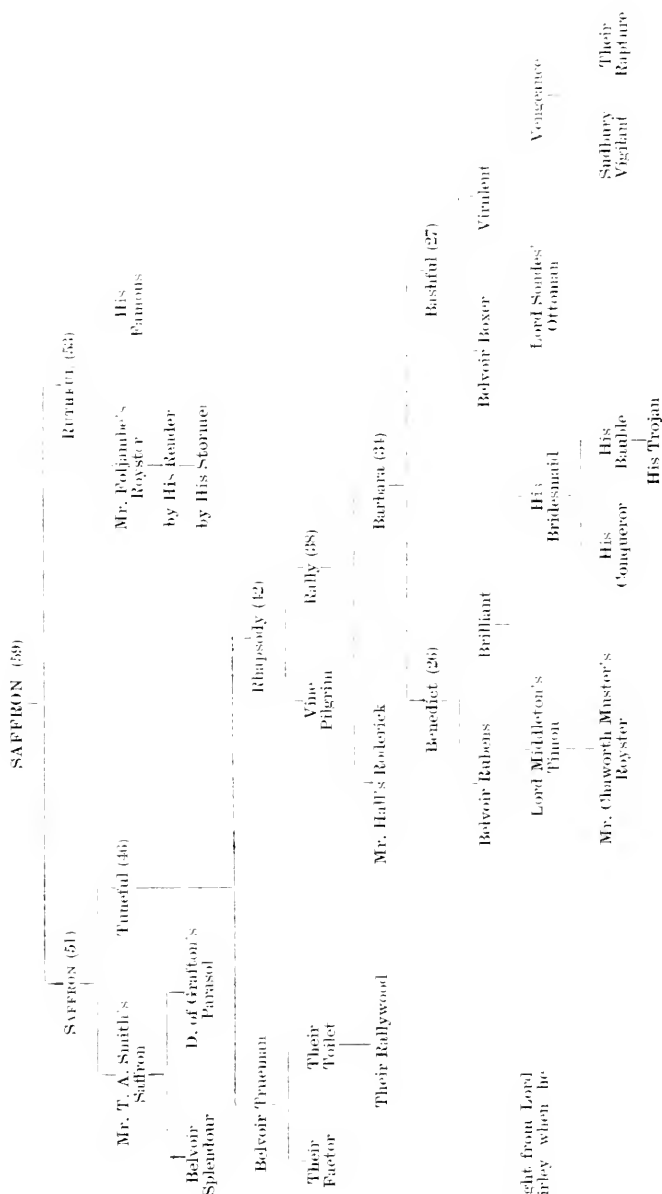 SAFFRON (59)
SAFFRON (51)
RUTHFUL (53)
Mr. T. A. Smith's
Saffron
Tuneful (46)
Mr. Foljambe's
Royster
His
Famous
by His Reader
by His Stormer
Belvoir
Splendour
D. of Grafton's
Parasol
Belvoir Trueman
Rhapsody (42)
Their
Factor
Their
Toilet
Vine
Pilgrim
Rally (38)
Their Rallywood
Mr. Hall's Roderick
Barbara (34)
Benedict (26)
Bashful (27)
Belvoir Rubens
Brilliant
Belvoir Boxer
Virulent
Lord Middleton's
Timon
His
Bridesmaid
Lord Sondes'
Ottoman
Vengeance
Mr. Chaworth Muster's
Royster
His
Conqueror
His
Bauble
Sudbury
Vigilant
Their
Rapture
His Trojan
ght from Lord
rley when he